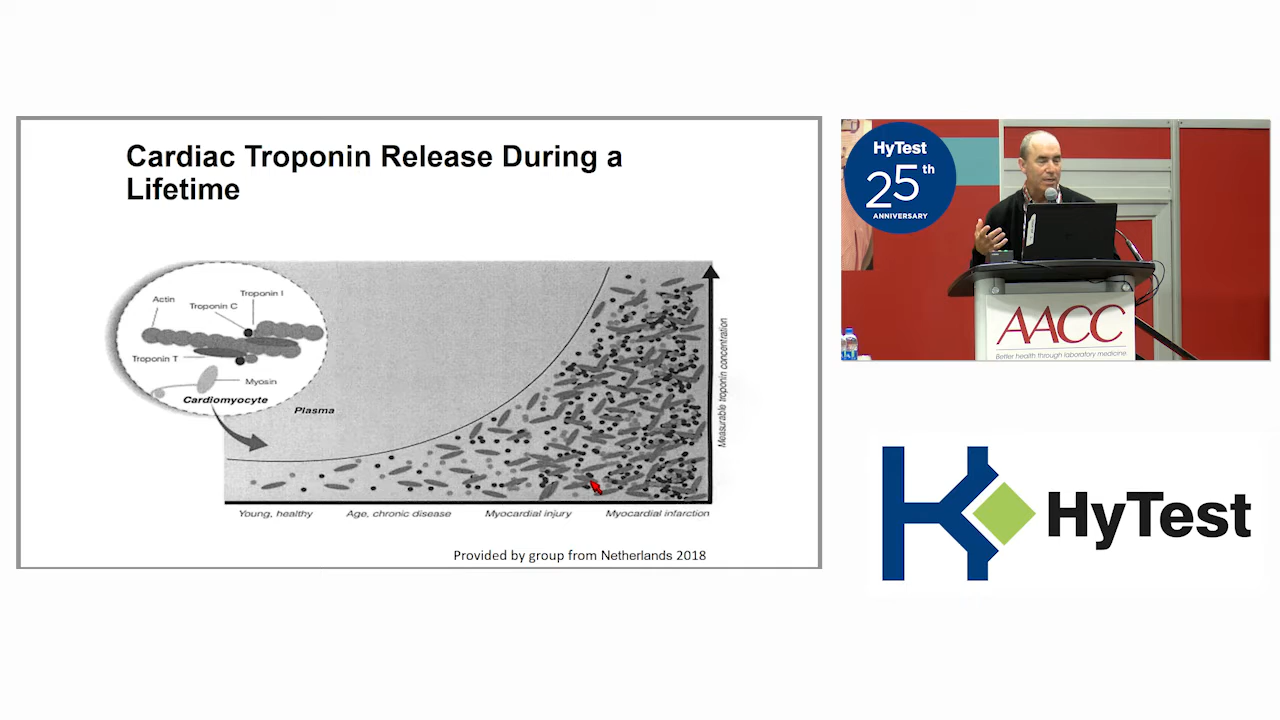 Cardiac Troponin Release During a
Lifetime
Actin
Troponin C
Troponin I
Troponin T
Myosin
Cardiomyocyte
Plasma
Measurable troponin concentration
Young, healthy
Age, chronic disease
Myocardial injury
Myocardial infarction
Provided by group from Netherlands 2018
HyTest
25th
ANNIVERSARY
AACC
Better health through laboratory medicine
HyTest